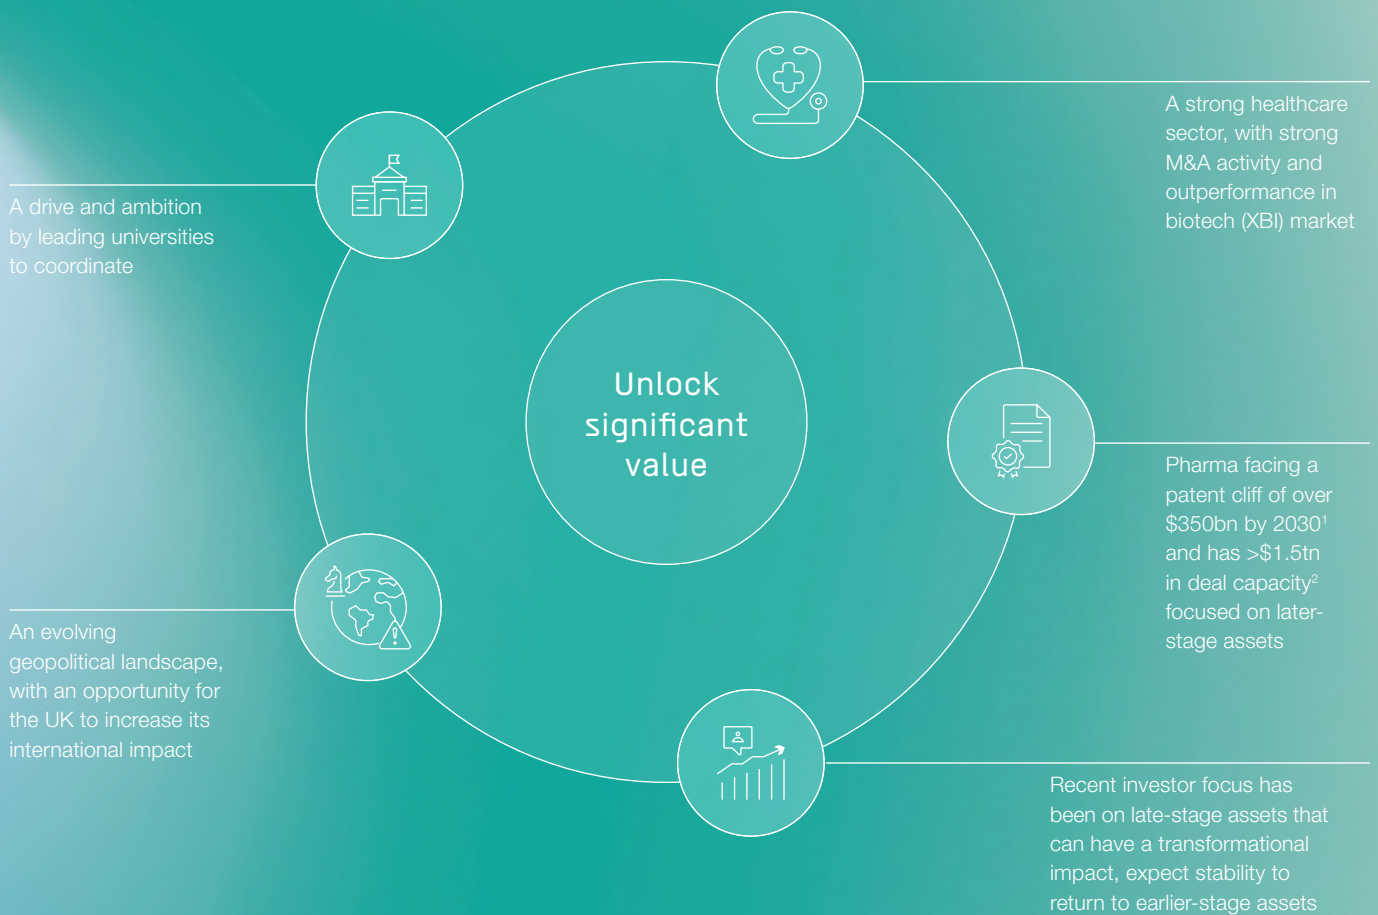 A strong healthcare
sector, with strong
M&A activity and
outperformance in
biotech (XBI) market
A drive and ambition
by leading universities
to coordinate
Unlock
significant
value
Pharma facing a
patent cliff of over
$350bn by 2030¹
and has >$1.5tn
in deal capacity²
focused on later-
stage assets
An evolving
geopolitical landscape,
with an opportunity for
the UK to increase its
international impact
Recent investor focus has
been on late-stage assets that
can have a transformational
impact, expect stability to
return to earlier-stage assets